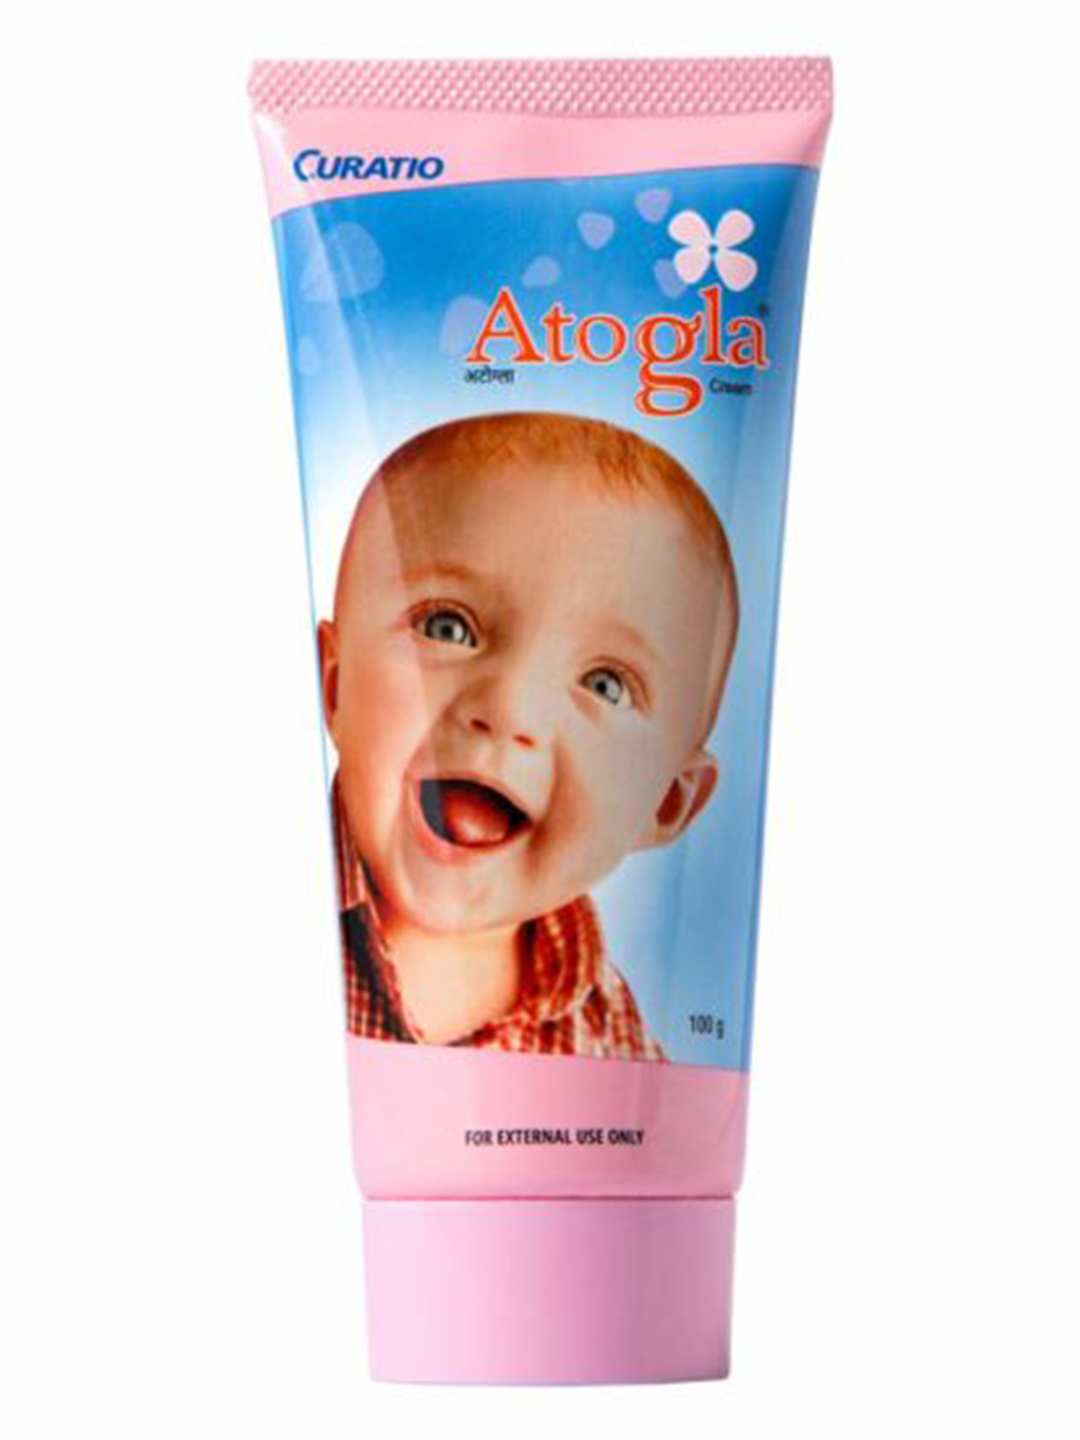 CURATIO
Atogla®
अटोग्ला
Cream
100 g
FOR EXTERNAL USE ONLY